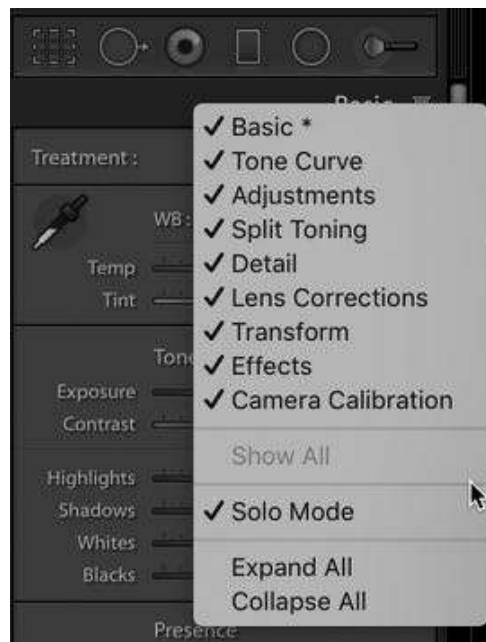 Basic
Treatment :
WB :
Temp
Tint
Tone
Exposure
Contrast
Highlights
Shadows
Whites
Blacks
Presence
✓ Basic *
✓ Tone Curve
✓ Adjustments
✓ Split Toning
✓ Detail
✓ Lens Corrections
✓ Transform
✓ Effects
✓ Camera Calibration
Show All
✓ Solo Mode
Expand All
Collapse All